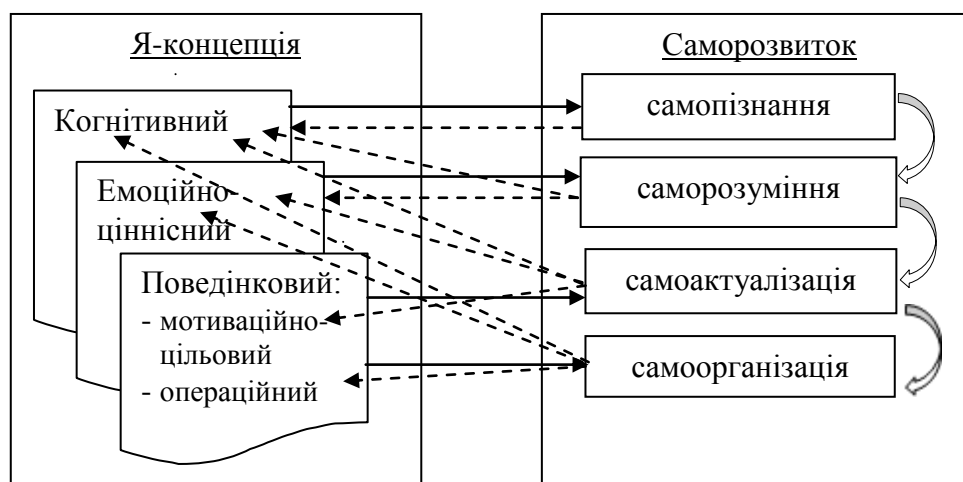 Я-концепція
Когнітивний
Емоційно-
ціннісний
Поведінковий:
- мотиваційно-
цільовий
- операційний
Саморозвиток
самопізнання
саморозуміння
самоактуалізація
самоорганізація